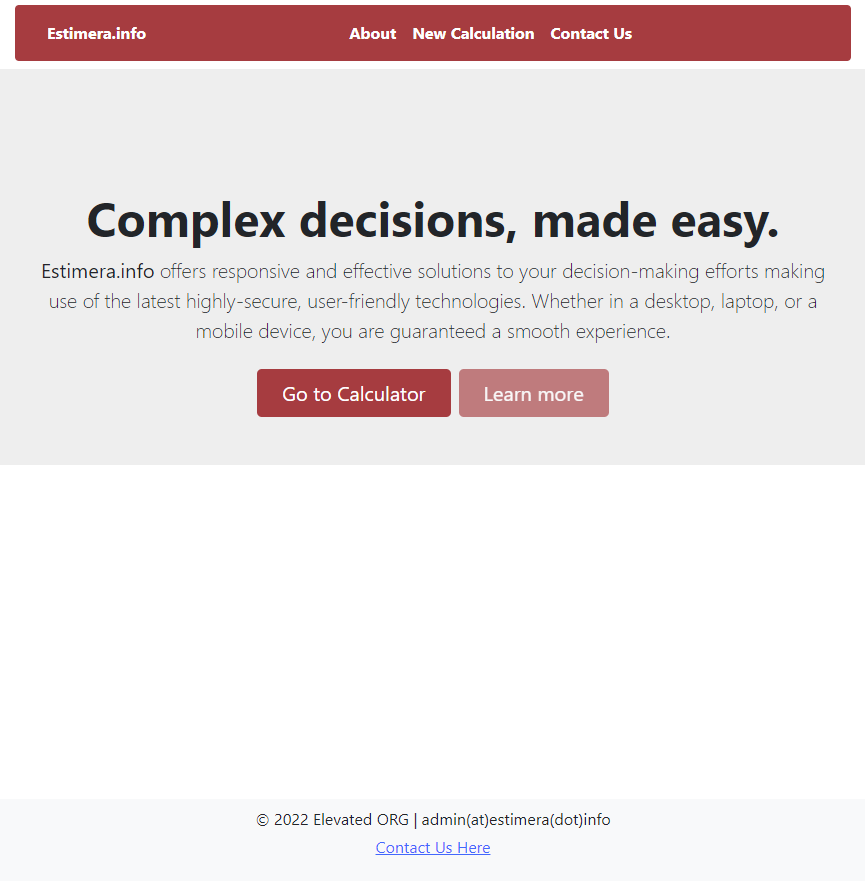 Estimera.info About New Calculation Contact Us
Complex decisions, made easy.
Estimera.info offers responsive and effective solutions to your decision-making efforts making
use of the latest highly-secure, user-friendly technologies. Whether in a desktop, laptop, or a
mobile device, you are guaranteed a smooth experience.
Go to Calculator Learn more
© 2022 Elevated ORG | admin(at)estimera(dot)info
Contact Us Here